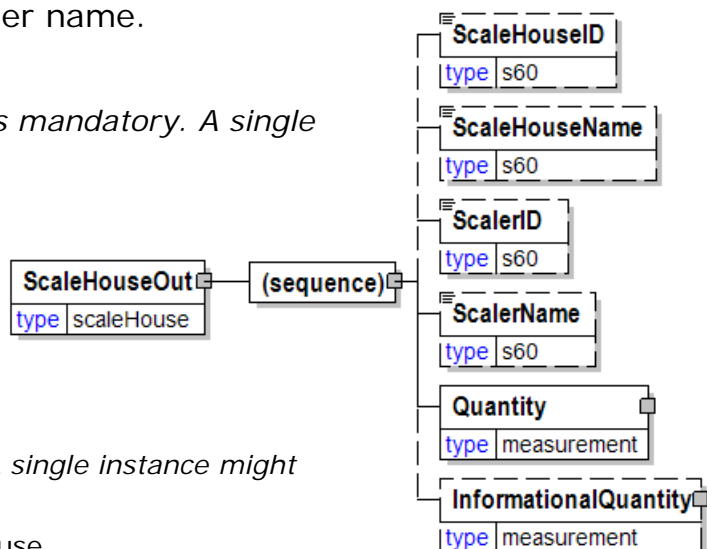 er name.
s mandatory. A single
single instance might
use
ScaleHouseOut
type scaleHouse
(sequence)
ScaleHouseID
type s60
ScaleHouseName
type s60
ScalerID
type s60
ScalerName
type s60
Quantity
type measurement
InformationalQuantity
type measurement